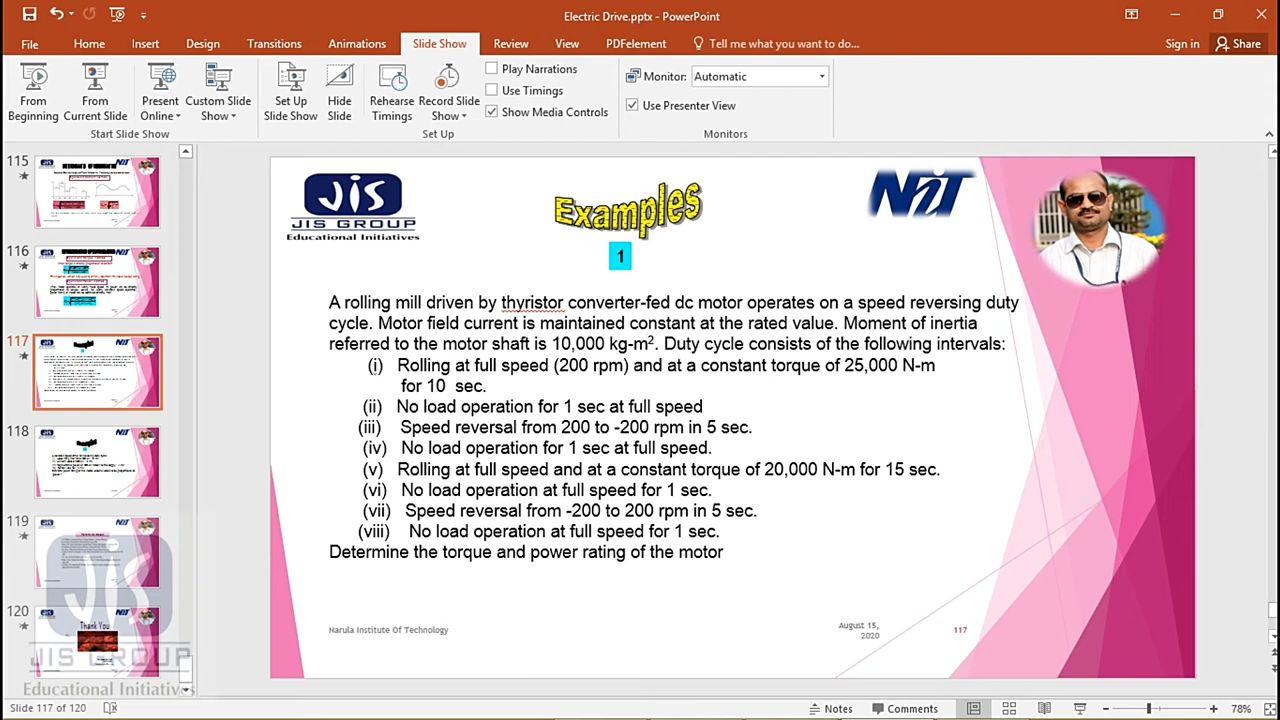 Electric Drive.pptx - PowerPoint
File Home Insert Design Transitions Animations Slide Show Review View PDFelement Tell me what you want to do... Sign in Share
From Beginning
From Current Slide
Present Online
Custom Slide Show
Set Up Slide Show
Hide Slide
Rehearse Timings
Record Slide Show
Play Narrations
Use Timings
Show Media Controls
Monitor: Automatic
Use Presenter View
Start Slide Show Set Up Monitors
115
116
117
118
119
120
Thank You
JIS GROUP
Educational Initiatives
JIS
JIS GROUP
Educational Initiatives
Examples
NiT
1
A rolling mill driven by thyristor converter-fed dc motor operates on a speed reversing duty
cycle. Motor field current is maintained constant at the rated value. Moment of inertia
referred to the motor shaft is 10,000 kg-m². Duty cycle consists of the following intervals:
(i) Rolling at full speed (200 rpm) and at a constant torque of 25,000 N-m
for 10 sec.
(ii) No load operation for 1 sec at full speed
(iii) Speed reversal from 200 to -200 rpm in 5 sec.
(iv) No load operation for 1 sec at full speed.
(v) Rolling at full speed and at a constant torque of 20,000 N-m for 15 sec.
(vi) No load operation at full speed for 1 sec.
(vii) Speed reversal from -200 to 200 rpm in 5 sec.
(viii) No load operation at full speed for 1 sec.
Determine the torque and power rating of the motor
Narula Institute Of Technology
August 15,
2020
117
Slide 117 of 120
Notes Comments 78%